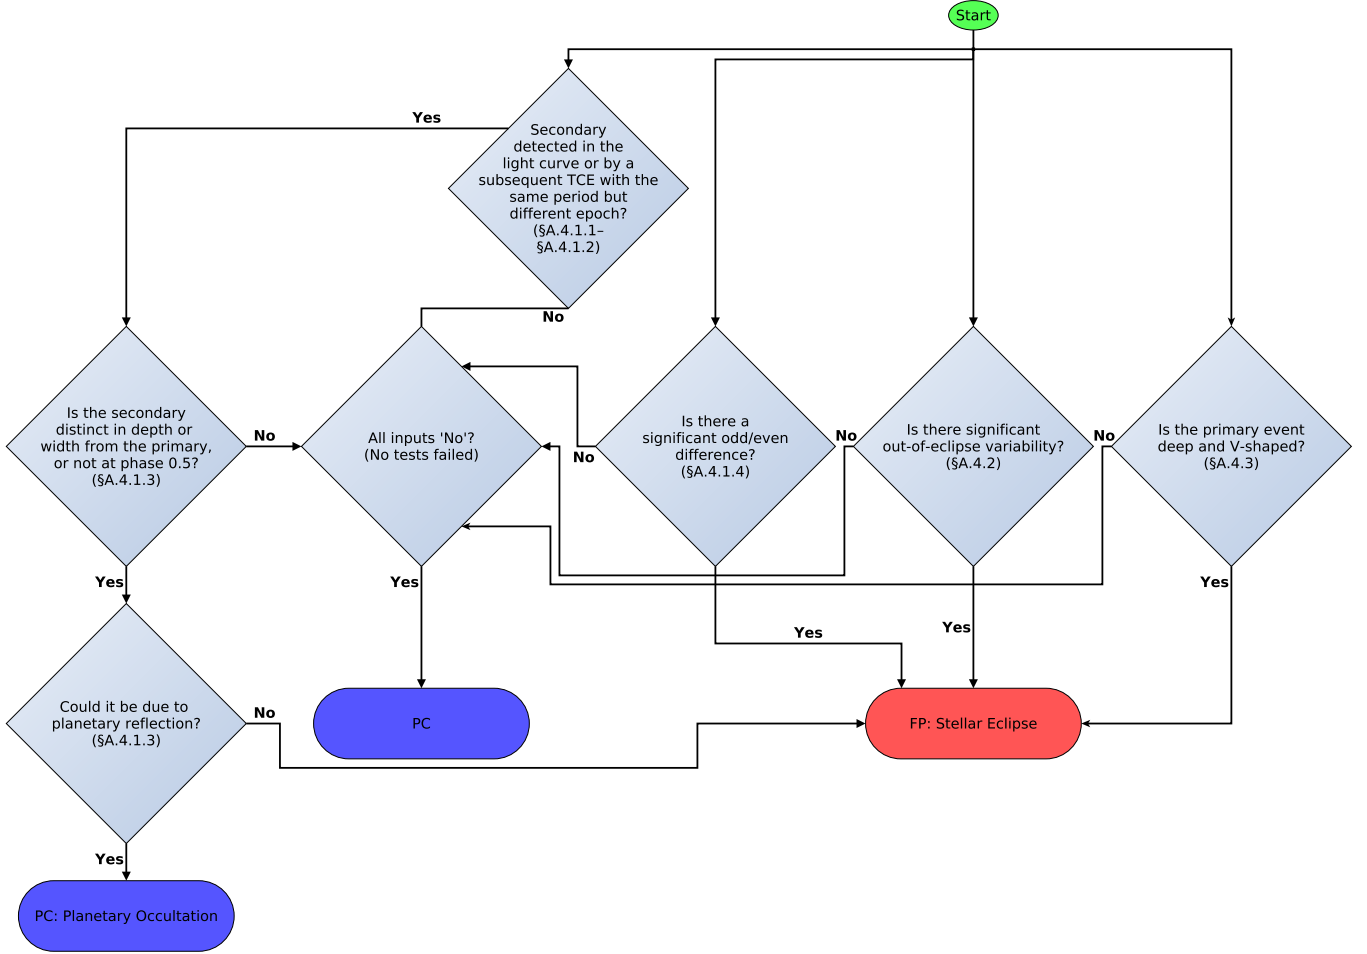 Start
Yes
Secondary
detected in the
light curve or by a
subsequent TCE with the
same period but
different epoch?
(§A.4.1.1–
§A.4.1.2)
No
Is the secondary
distinct in depth or
width from the primary,
or not at phase 0.5?
(§A.4.1.3)
No
All inputs 'No'?
(No tests failed)
No
Is there a
significant odd/even
difference?
(§A.4.1.4)
No
Is there significant
out-of-eclipse variability?
(§A.4.2)
No
Is the primary event
deep and V-shaped?
(§A.4.3)
Yes
Yes
Yes
Yes
Yes
Could it be due to
planetary reflection?
(§A.4.1.3)
No
PC
FP: Stellar Eclipse
Yes
PC: Planetary Occultation